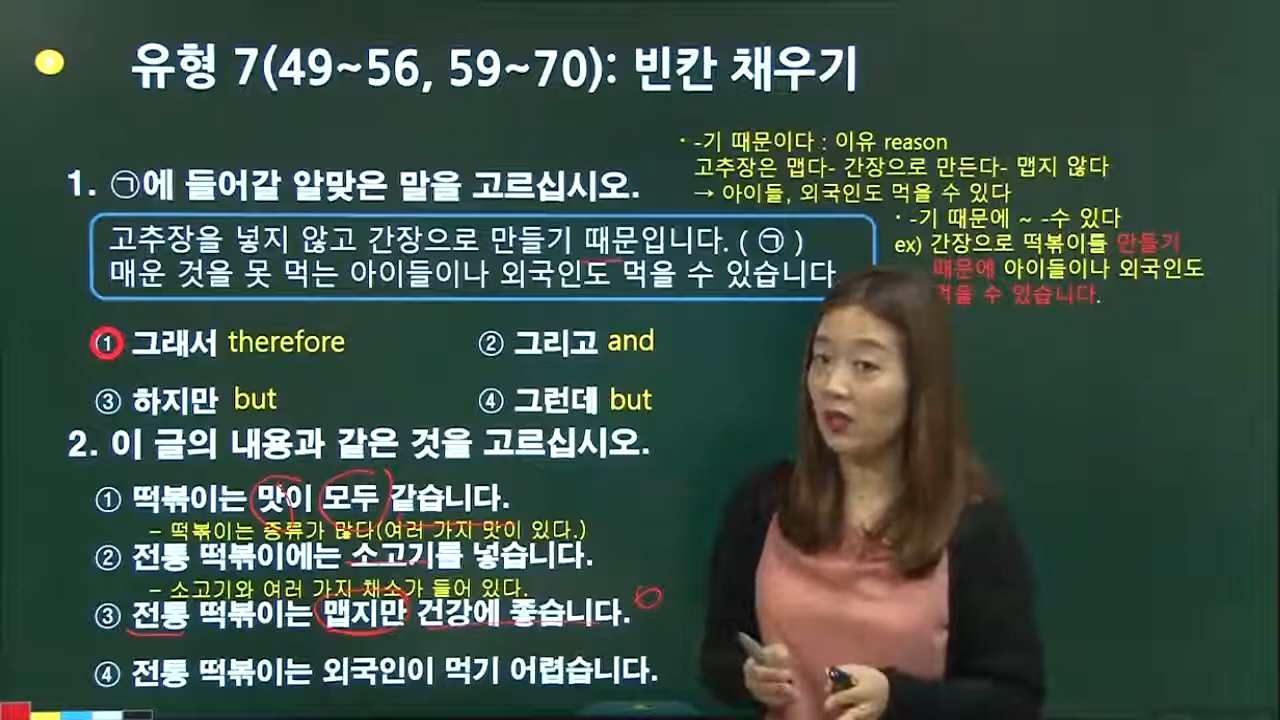 유형 7(49~56, 59~70): 빈칸 채우기
· -기 때문이다 : 이유 reason
고추장은 맵다- 간장으로 만든다- 맵지 않다
→ 아이들, 외국인도 먹을 수 있다
· -기 때문에 ~ -수 있다
ex) 간장으로 떡볶이를 만들기
때문에 아이들이나 외국인도
먹을 수 있습니다.
1. ㉠에 들어갈 알맞은 말을 고르십시오.
고추장을 넣지 않고 간장으로 만들기 때문입니다. ( ㉠ )
매운 것을 못 먹는 아이들이나 외국인도 먹을 수 있습니다
① 그래서 therefore
② 그리고 and
③ 하지만 but
④ 그런데 but
2. 이 글의 내용과 같은 것을 고르십시오.
① 떡볶이는 맛이 모두 같습니다.
– 떡볶이는 종류가 많다(여러 가지 맛이 있다.)
② 전통 떡볶이에는 소고기를 넣습니다.
– 소고기와 여러 가지 채소가 들어 있다.
③ 전통 떡볶이는 맵지만 건강에 좋습니다.
④ 전통 떡볶이는 외국인이 먹기 어렵습니다.